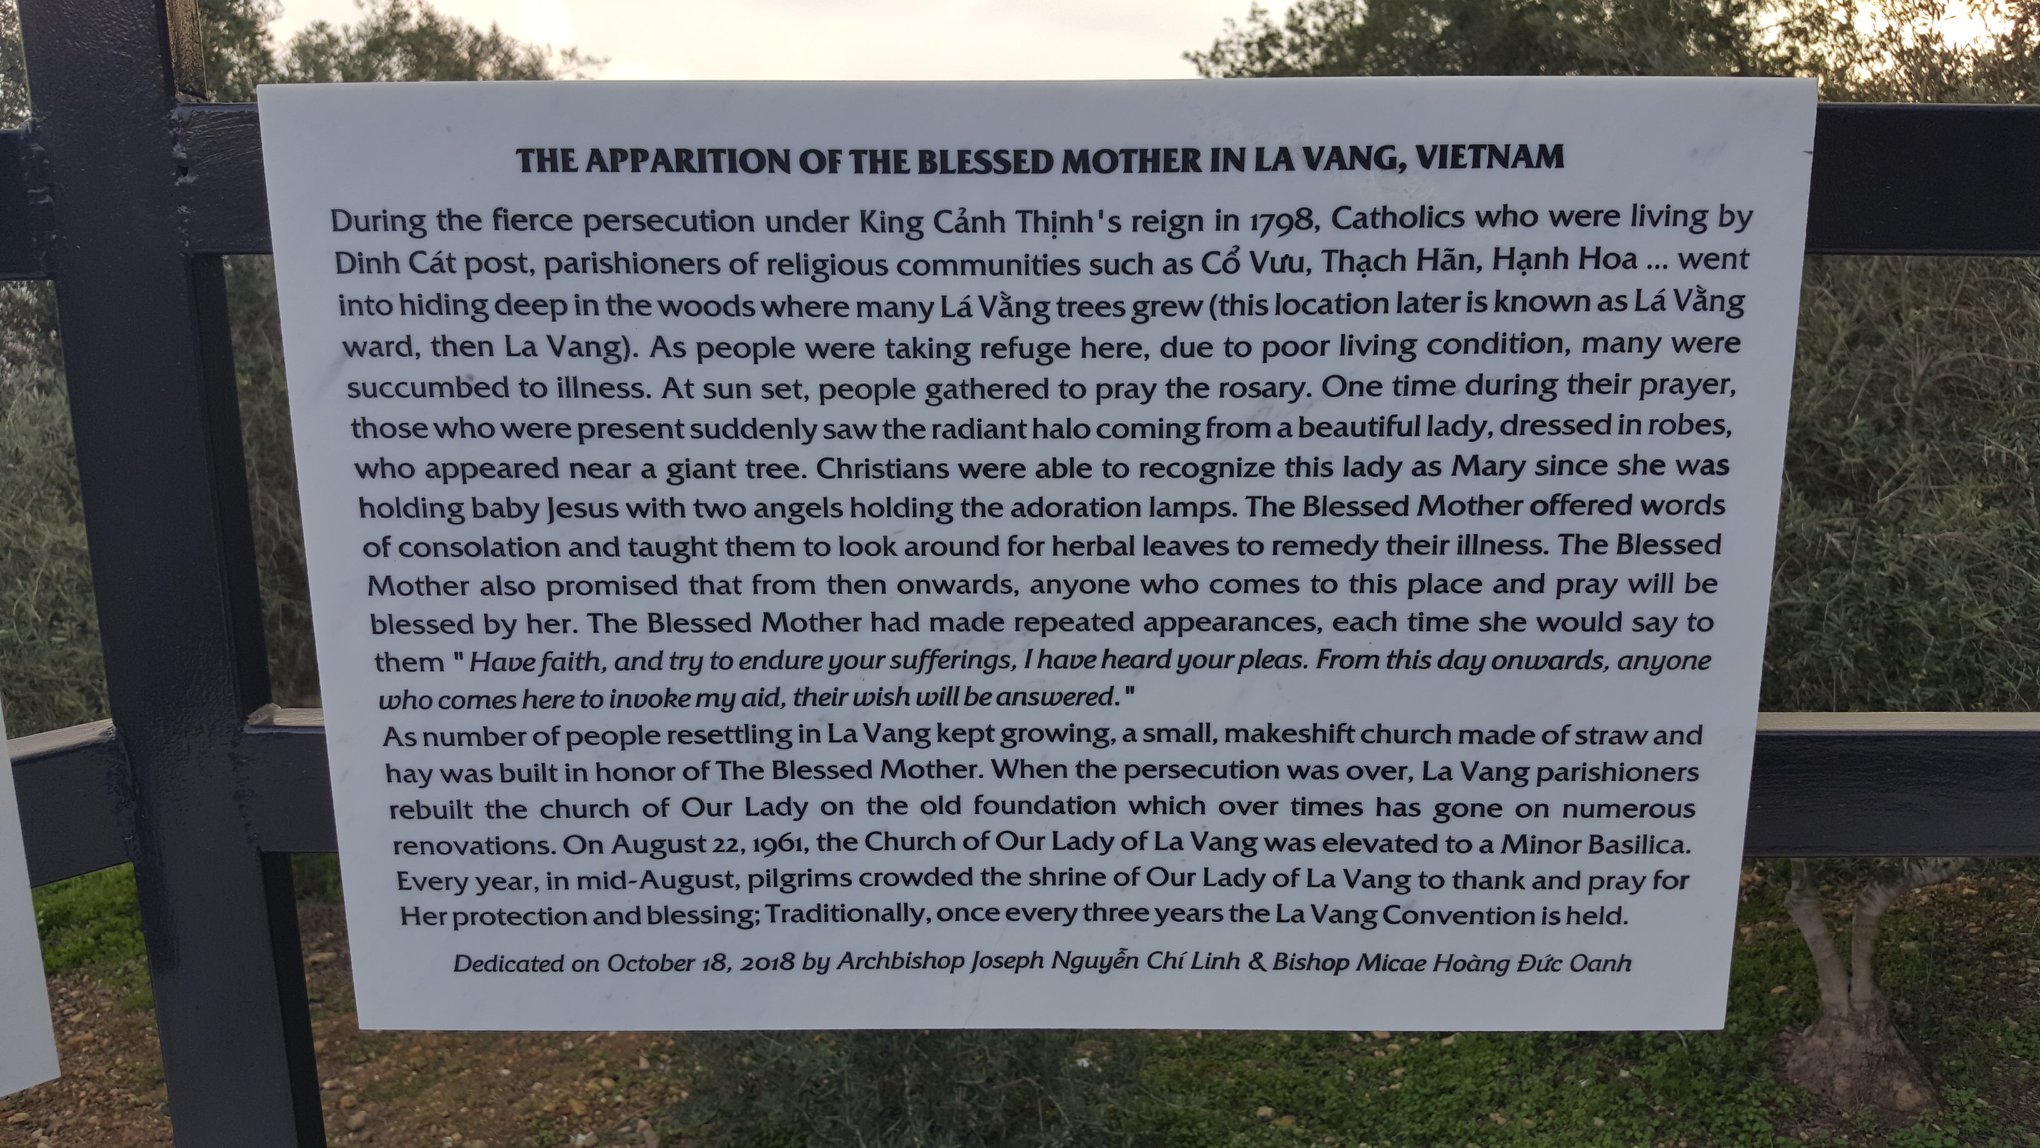 THE APPARITION OF THE BLESSED MOTHER IN LA VANG, VIETNAM
During the fierce persecution under King Cảnh Thịnh's reign in 1798, Catholics who were living by
Dinh Cát post, parishioners of religious communities such as Cổ Vưu, Thạch Hãn, Hạnh Hoa ... went
into hiding deep in the woods where many Lá Vằng trees grew (this location later is known as Lá Vằng
ward, then La Vang). As people were taking refuge here, due to poor living condition, many were
succumbed to illness. At sun set, people gathered to pray the rosary. One time during their prayer,
those who were present suddenly saw the radiant halo coming from a beautiful lady, dressed in robes,
who appeared near a giant tree. Christians were able to recognize this lady as Mary since she was
holding baby Jesus with two angels holding the adoration lamps. The Blessed Mother offered words
of consolation and taught them to look around for herbal leaves to remedy their illness. The Blessed
Mother also promised that from then onwards, anyone who comes to this place and pray will be
blessed by her. The Blessed Mother had made repeated appearances, each time she would say to
them " Have faith, and try to endure your sufferings, I have heard your pleas. From this day onwards, anyone
who comes here to invoke my aid, their wish will be answered. "
As number of people resettling in La Vang kept growing, a small, makeshift church made of straw and
hay was built in honor of The Blessed Mother. When the persecution was over, La Vang parishioners
rebuilt the church of Our Lady on the old foundation which over times has gone on numerous
renovations. On August 22, 1961, the Church of Our Lady of La Vang was elevated to a Minor Basilica.
Every year, in mid-August, pilgrims crowded the shrine of Our Lady of La Vang to thank and pray for
Her protection and blessing; Traditionally, once every three years the La Vang Convention is held.
Dedicated on October 18, 2018 by Archbishop Joseph Nguyễn Chí Linh & Bishop Micae Hoàng Đức Oanh